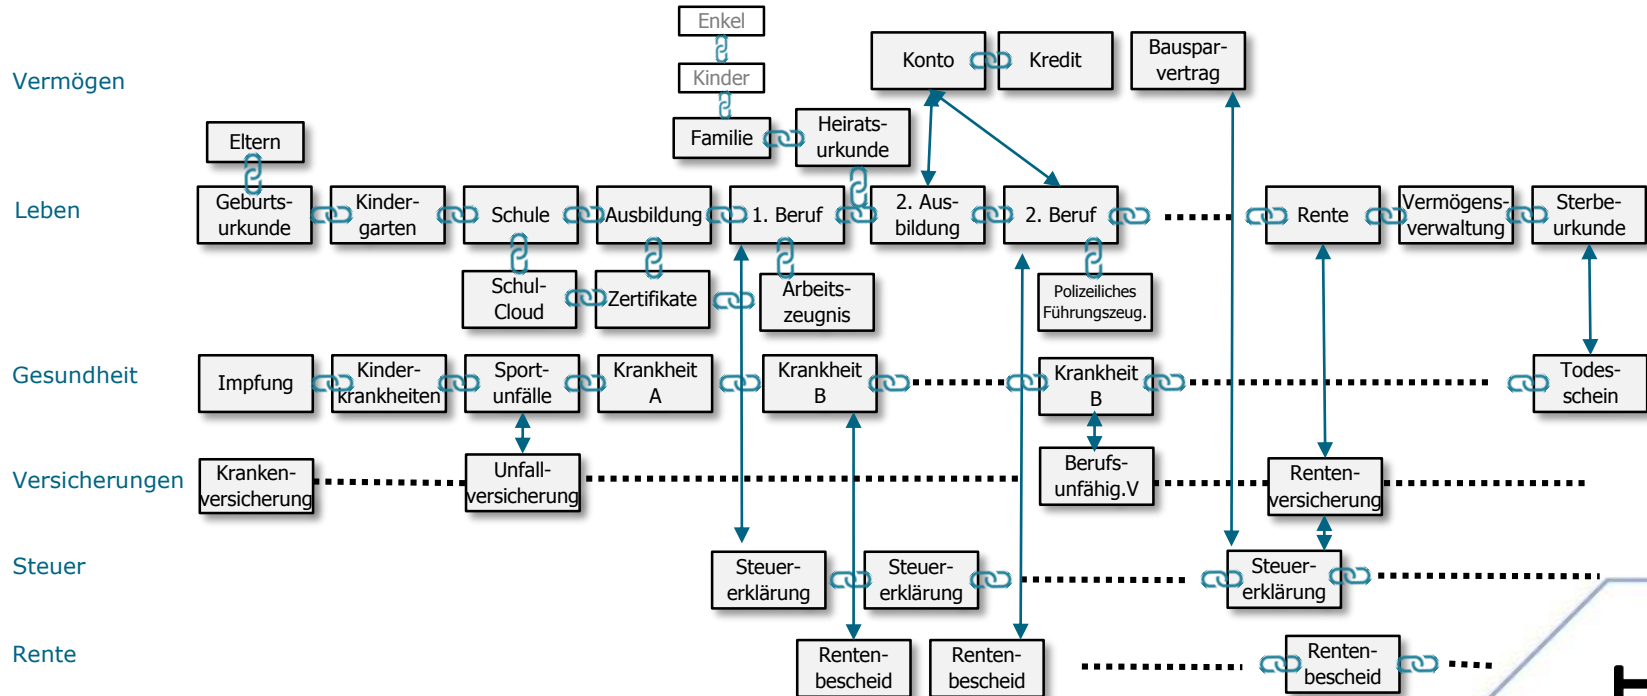 Enkel
Kinder
Vermögen
Konto
Kredit
Bauspar-
vertrag
Eltern
Familie
Heirats-
urkunde
Leben
Geburts-
urkunde
Kinder-
garten
Schule
Ausbildung
1. Beruf
2. Aus-
bildung
2. Beruf
Rente
Vermögens-
verwaltung
Sterbe-
urkunde
Schul-
Cloud
Zertifikate
Arbeits-
zeugnis
Polizeiliches
Führungszeug.
Gesundheit
Impfung
Kinder-
krankheiten
Sport-
unfälle
Krankheit
A
Krankheit
B
Krankheit
B
Todes-
schein
Versicherungen
Kranken-
versicherung
Unfall-
versicherung
Berufs-
unfähig.V
Renten-
versicherung
Steuer
Steuer-
erklärung
Steuer-
erklärung
Steuer-
erklärung
Rente
Renten-
bescheid
Renten-
bescheid
Renten-
bescheid